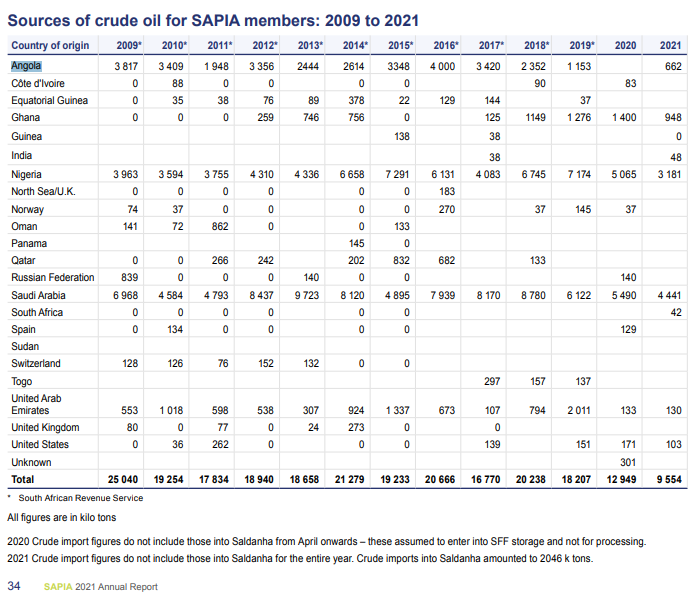 Sources of crude oil for SAPIA members: 2009 to 2021
Country of origin 2009* 2010* 2011* 2012* 2013* 2014* 2015* 2016* 2017* 2018* 2019* 2020 2021
Angola 3 817 3 409 1 948 3 356 2444 2614 3348 4 000 3 420 2 352 1 153 662
Côte d'Ivoire 0 88 0 0 0 0 0 90 83
Equatorial Guinea 0 35 38 76 89 378 22 129 144 37
Ghana 0 0 0 259 746 756 0 125 1149 1 276 1 400 948
Guinea 138 38 0
India 38 48
Nigeria 3 963 3 594 3 755 4 310 4 336 6 658 7 291 6 131 4 083 6 745 7 174 5 065 3 181
North Sea/U.K. 0 0 0 0 0 0 183
Norway 74 37 0 0 0 0 270 37 145 37
Oman 141 72 862 0 0 133
Panama 145 0
Qatar 0 0 266 242 202 832 682 133
Russian Federation 839 0 0 0 140 0 0 140
Saudi Arabia 6 968 4 584 4 793 8 437 9 723 8 120 4 895 7 939 8 170 8 780 6 122 5 490 4 441
South Africa 0 0 0 0 0 0 42
Spain 0 134 0 0 0 0 129
Sudan
Switzerland 128 126 76 152 132 0 0
Togo 297 157 137
United Arab
Emirates 553 1 018 598 538 307 924 1 337 673 107 794 2 011 133 130
United Kingdom 80 0 77 0 24 273 0 0
United States 0 36 262 0 0 0 139 151 171 103
Unknown 301
Total 25 040 19 254 17 834 18 940 18 658 21 279 19 233 20 666 16 770 20 238 18 207 12 949 9 554
* South African Revenue Service
All figures are in kilo tons
2020 Crude import figures do not include those into Saldanha from April onwards – these assumed to enter into SFF storage and not for processing.
2021 Crude import figures do not include those into Saldanha for the entire year. Crude imports into Saldanha amounted to 2046 k tons.
34 SAPIA 2021 Annual Report